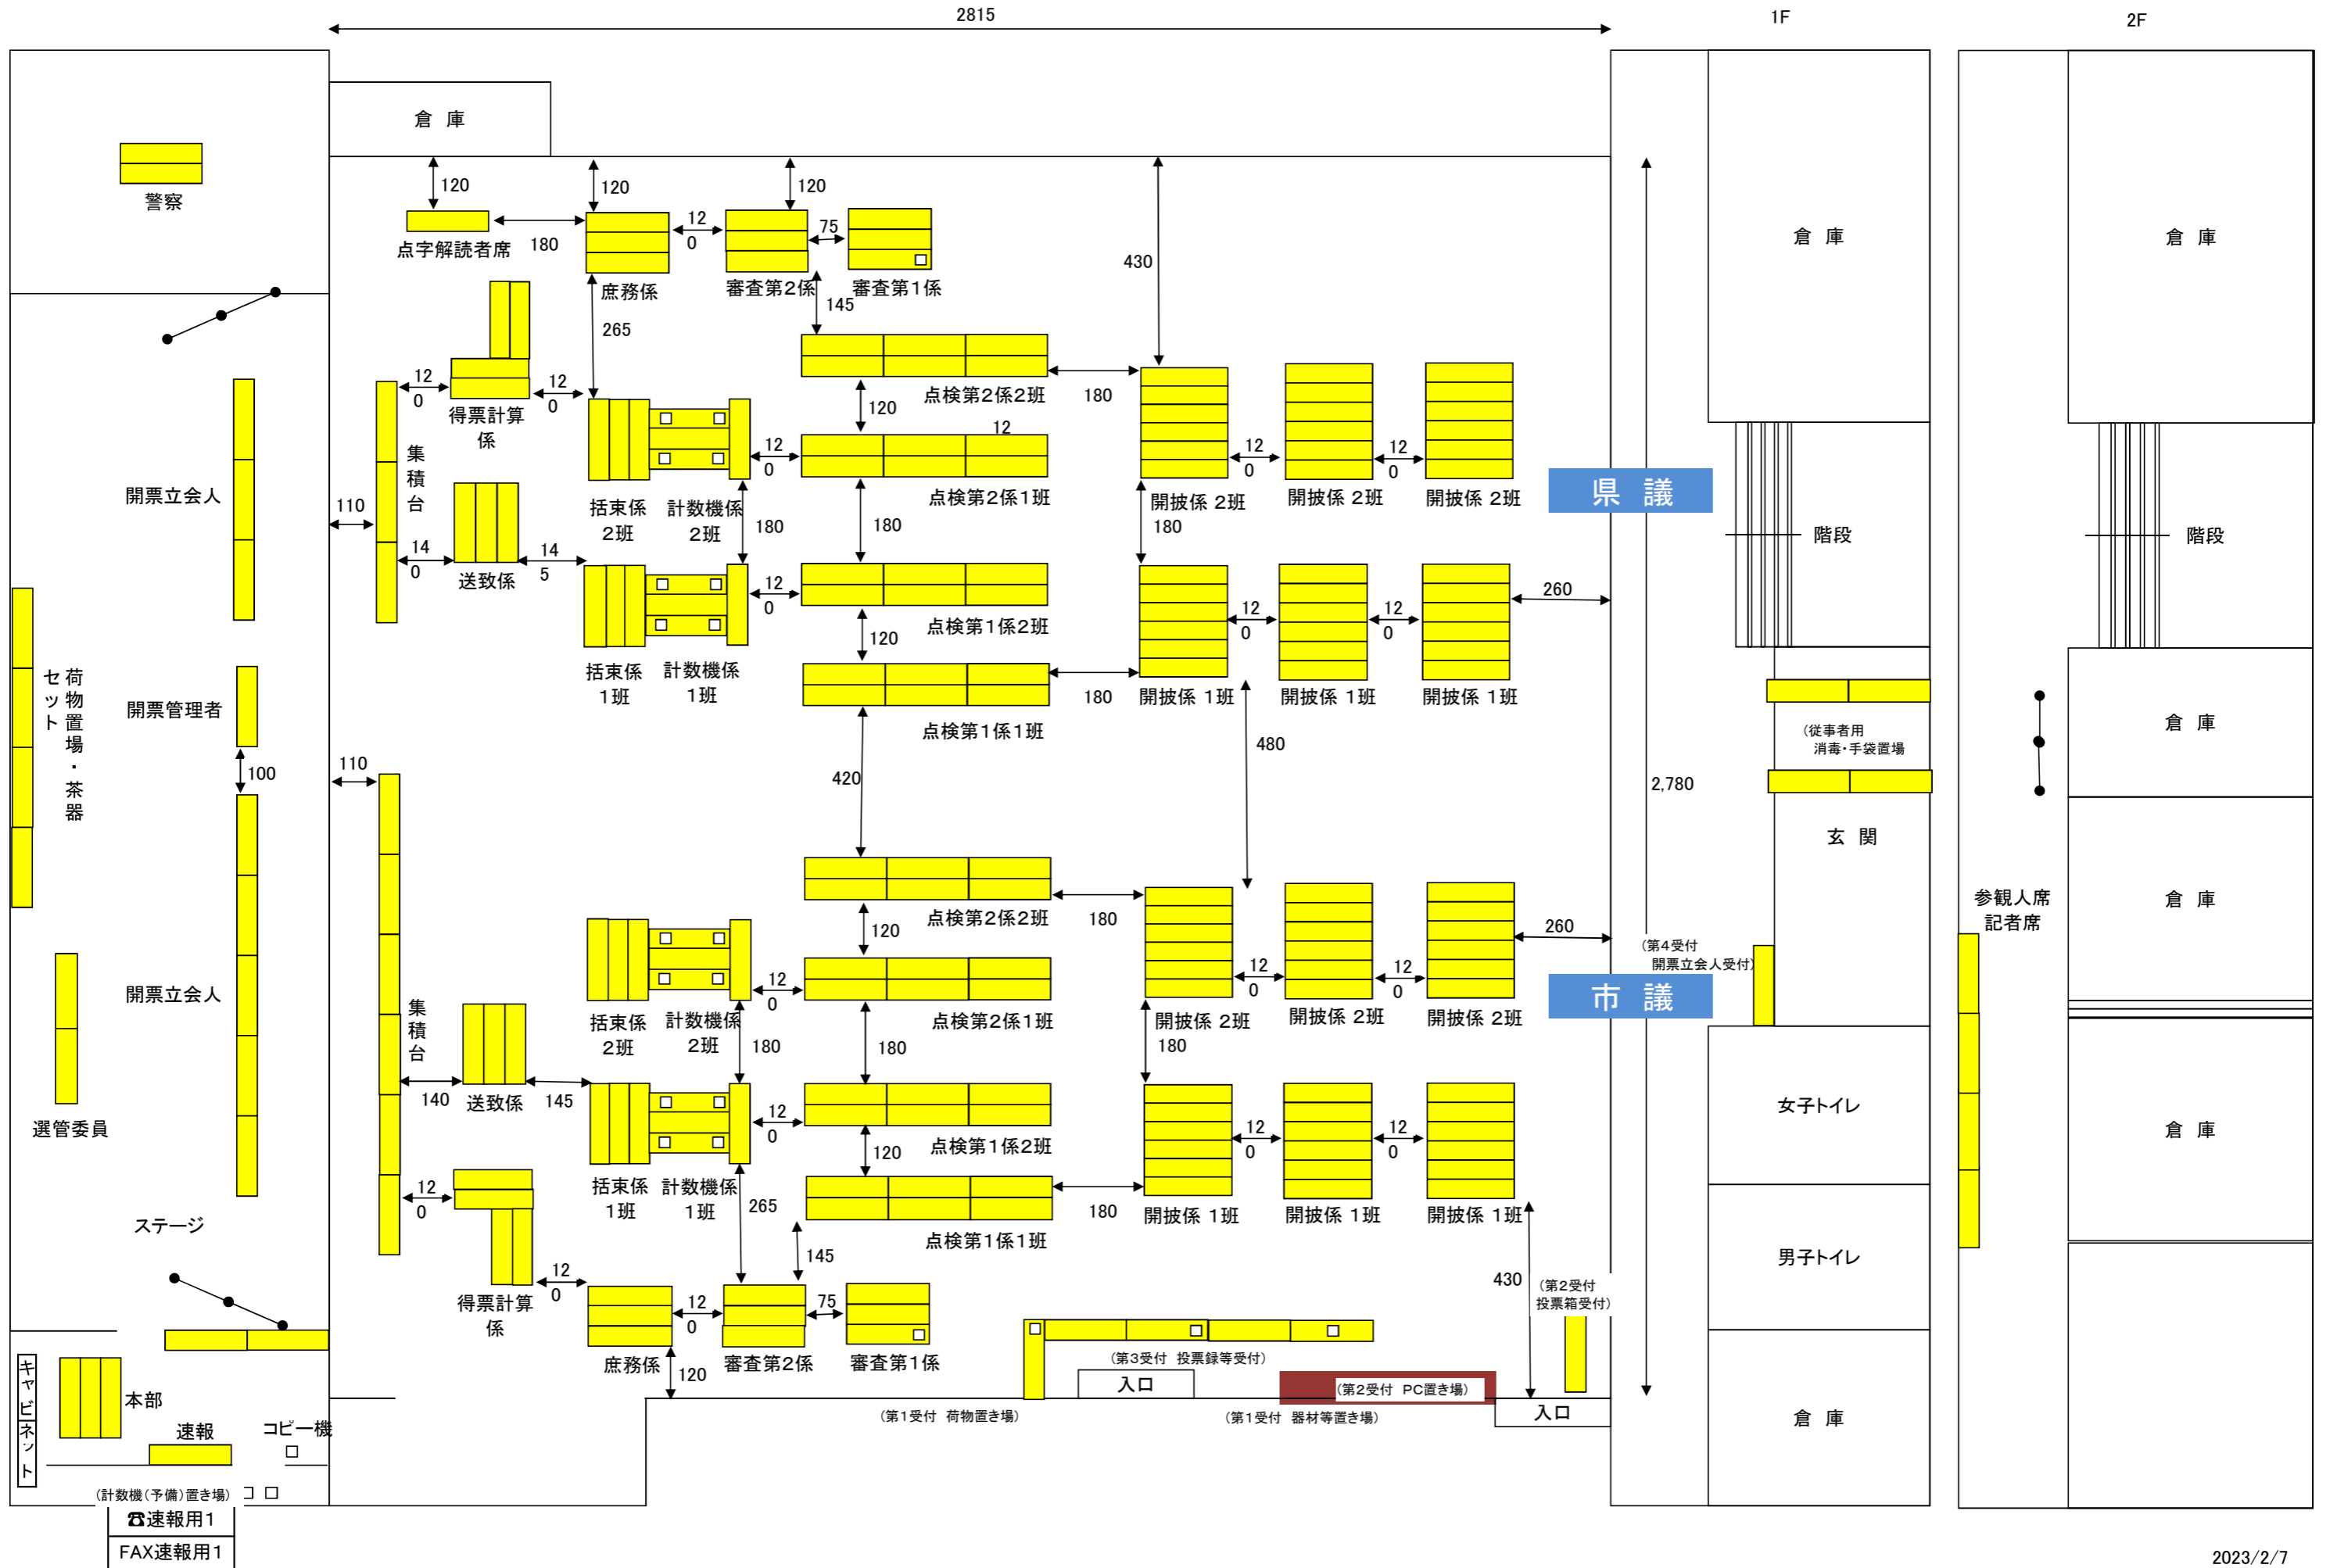 2815
1F
2F
倉 庫
警察
120
120
120
点字解読者席
180
庶務係
12
0
審査第2係
75
審査第1係
145
265
430
倉 庫
倉 庫
開票立会人
110
集積台
12
0
得票計算
係
12
0
括束係
2班
計数機係
2班
12
0
点検第2係2班
120
12
点検第2係1班
180
180
180
開披係 2班
12
0
開披係 2班
12
0
開披係 2班
180
県 議
階段
階段
14
0
送致係
14
5
括束係
1班
計数機係
1班
12
0
点検第1係2班
120
点検第1係1班
180
開披係 1班
12
0
開披係 1班
12
0
開披係 1班
260
荷物置場・茶器
セット
開票管理者
100
110
420
480
2,780
(従事者用
消毒・手袋置場
倉 庫
玄 関
開票立会人
集積台
括束係
2班
計数機係
2班
12
0
180
点検第2係2班
120
点検第2係1班
180
180
開披係 2班
12
0
開披係 2班
12
0
開披係 2班
180
260
市 議
(第4受付
開票立会人受付)
参観人席
記者席
倉 庫
選管委員
140
送致係
145
括束係
1班
計数機係
1班
12
0
点検第1係2班
120
点検第1係1班
180
開披係 1班
12
0
開披係 1班
12
0
開披係 1班
女子トイレ
倉 庫
ステージ
12
0
得票計算
係
12
0
265
145
庶務係
12
0
審査第2係
75
審査第1係
120
430
(第2受付
投票箱受付)
男子トイレ
(第3受付 投票録等受付)
入口
(第2受付 PC置き場)
入口
(第1受付 荷物置き場)
(第1受付 器材等置き場)
倉 庫
キャビネット
本部
速報
コピー機
(計数機(予備)置き場)
☎速報用1
FAX速報用1
2023/2/7